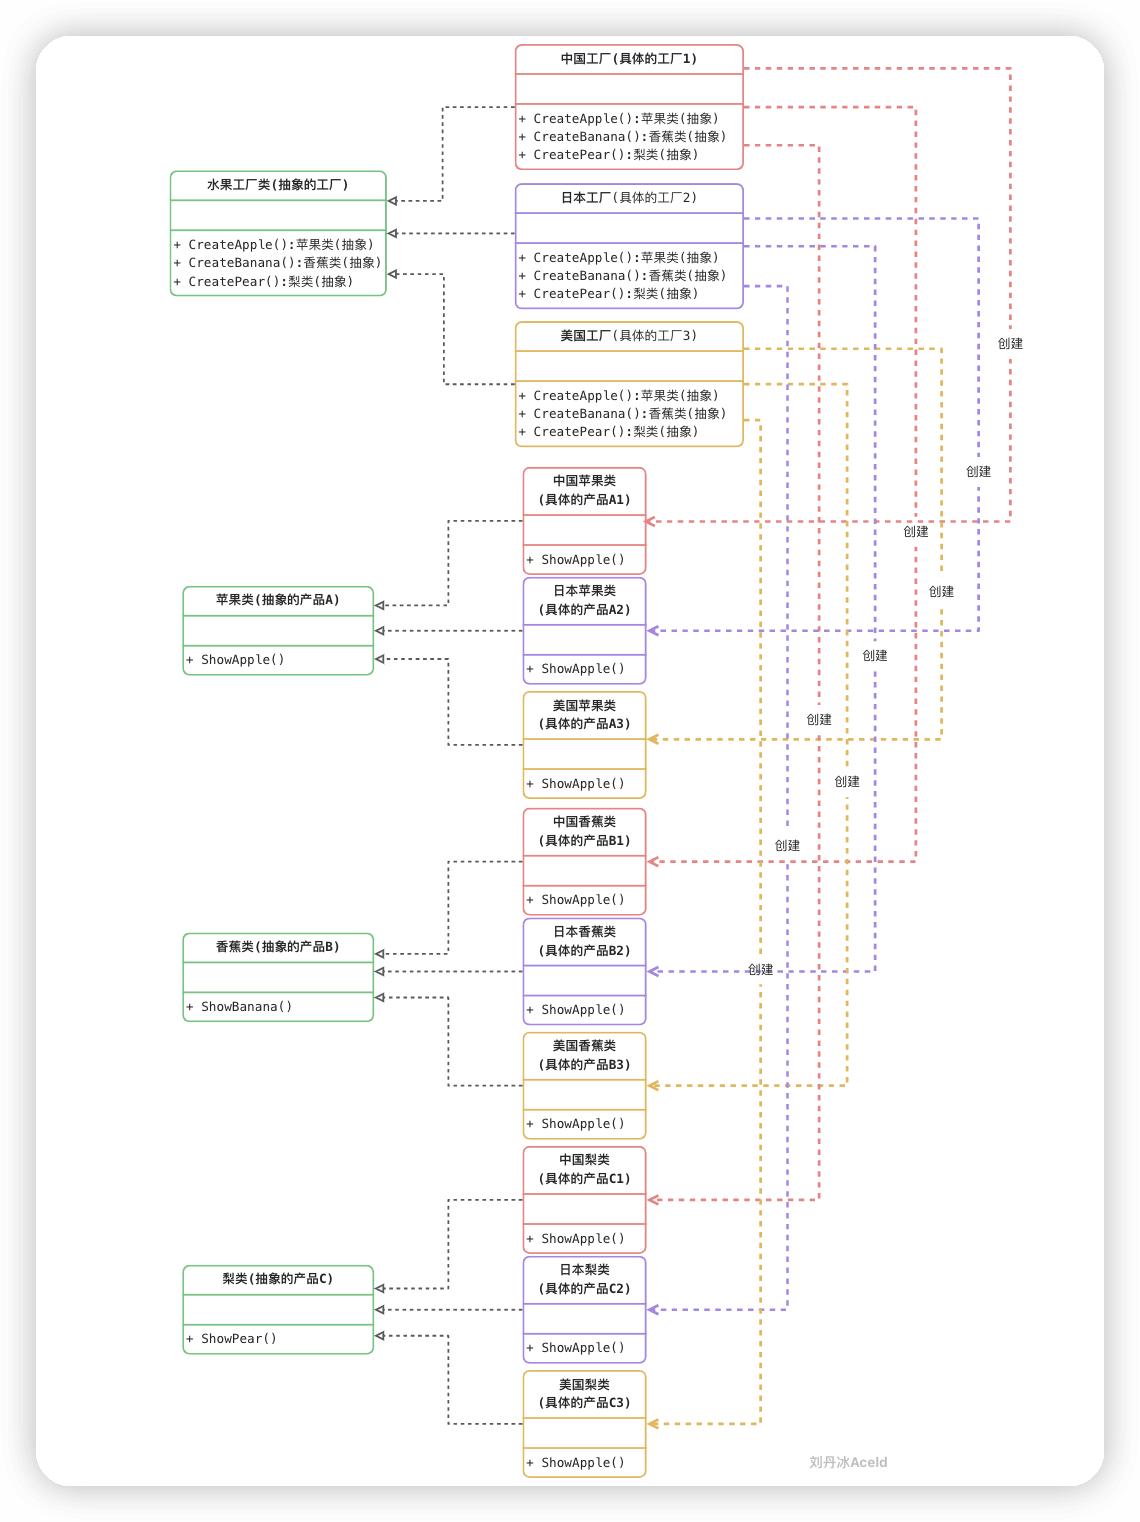 中国工厂(具体的工厂1)
+ CreateApple():苹果类(抽象)
+ CreateBanana():香蕉类(抽象)
+ CreatePear():梨类(抽象)
水果工厂类(抽象的工厂)
+ CreateApple():苹果类(抽象)
+ CreateBanana():香蕉类(抽象)
+ CreatePear():梨类(抽象)
日本工厂(具体的工厂2)
+ CreateApple():苹果类(抽象)
+ CreateBanana():香蕉类(抽象)
+ CreatePear():梨类(抽象)
美国工厂(具体的工厂3)
+ CreateApple():苹果类(抽象)
+ CreateBanana():香蕉类(抽象)
+ CreatePear():梨类(抽象)
创建
创建
中国苹果类
(具体的产品A1)
+ ShowApple()
创建
日本苹果类
(具体的产品A2)
+ ShowApple()
创建
苹果类(抽象的产品A)
+ ShowApple()
创建
美国苹果类
(具体的产品A3)
+ ShowApple()
创建
创建
中国香蕉类
(具体的产品B1)
+ ShowApple()
创建
日本香蕉类
(具体的产品B2)
+ ShowApple()
香蕉类(抽象的产品B)
+ ShowBanana()
创建
美国香蕉类
(具体的产品B3)
+ ShowApple()
中国梨类
(具体的产品C1)
+ ShowApple()
日本梨类
(具体的产品C2)
+ ShowApple()
梨类(抽象的产品C)
+ ShowPear()
美国梨类
(具体的产品C3)
+ ShowApple()
刘丹冰Aceld